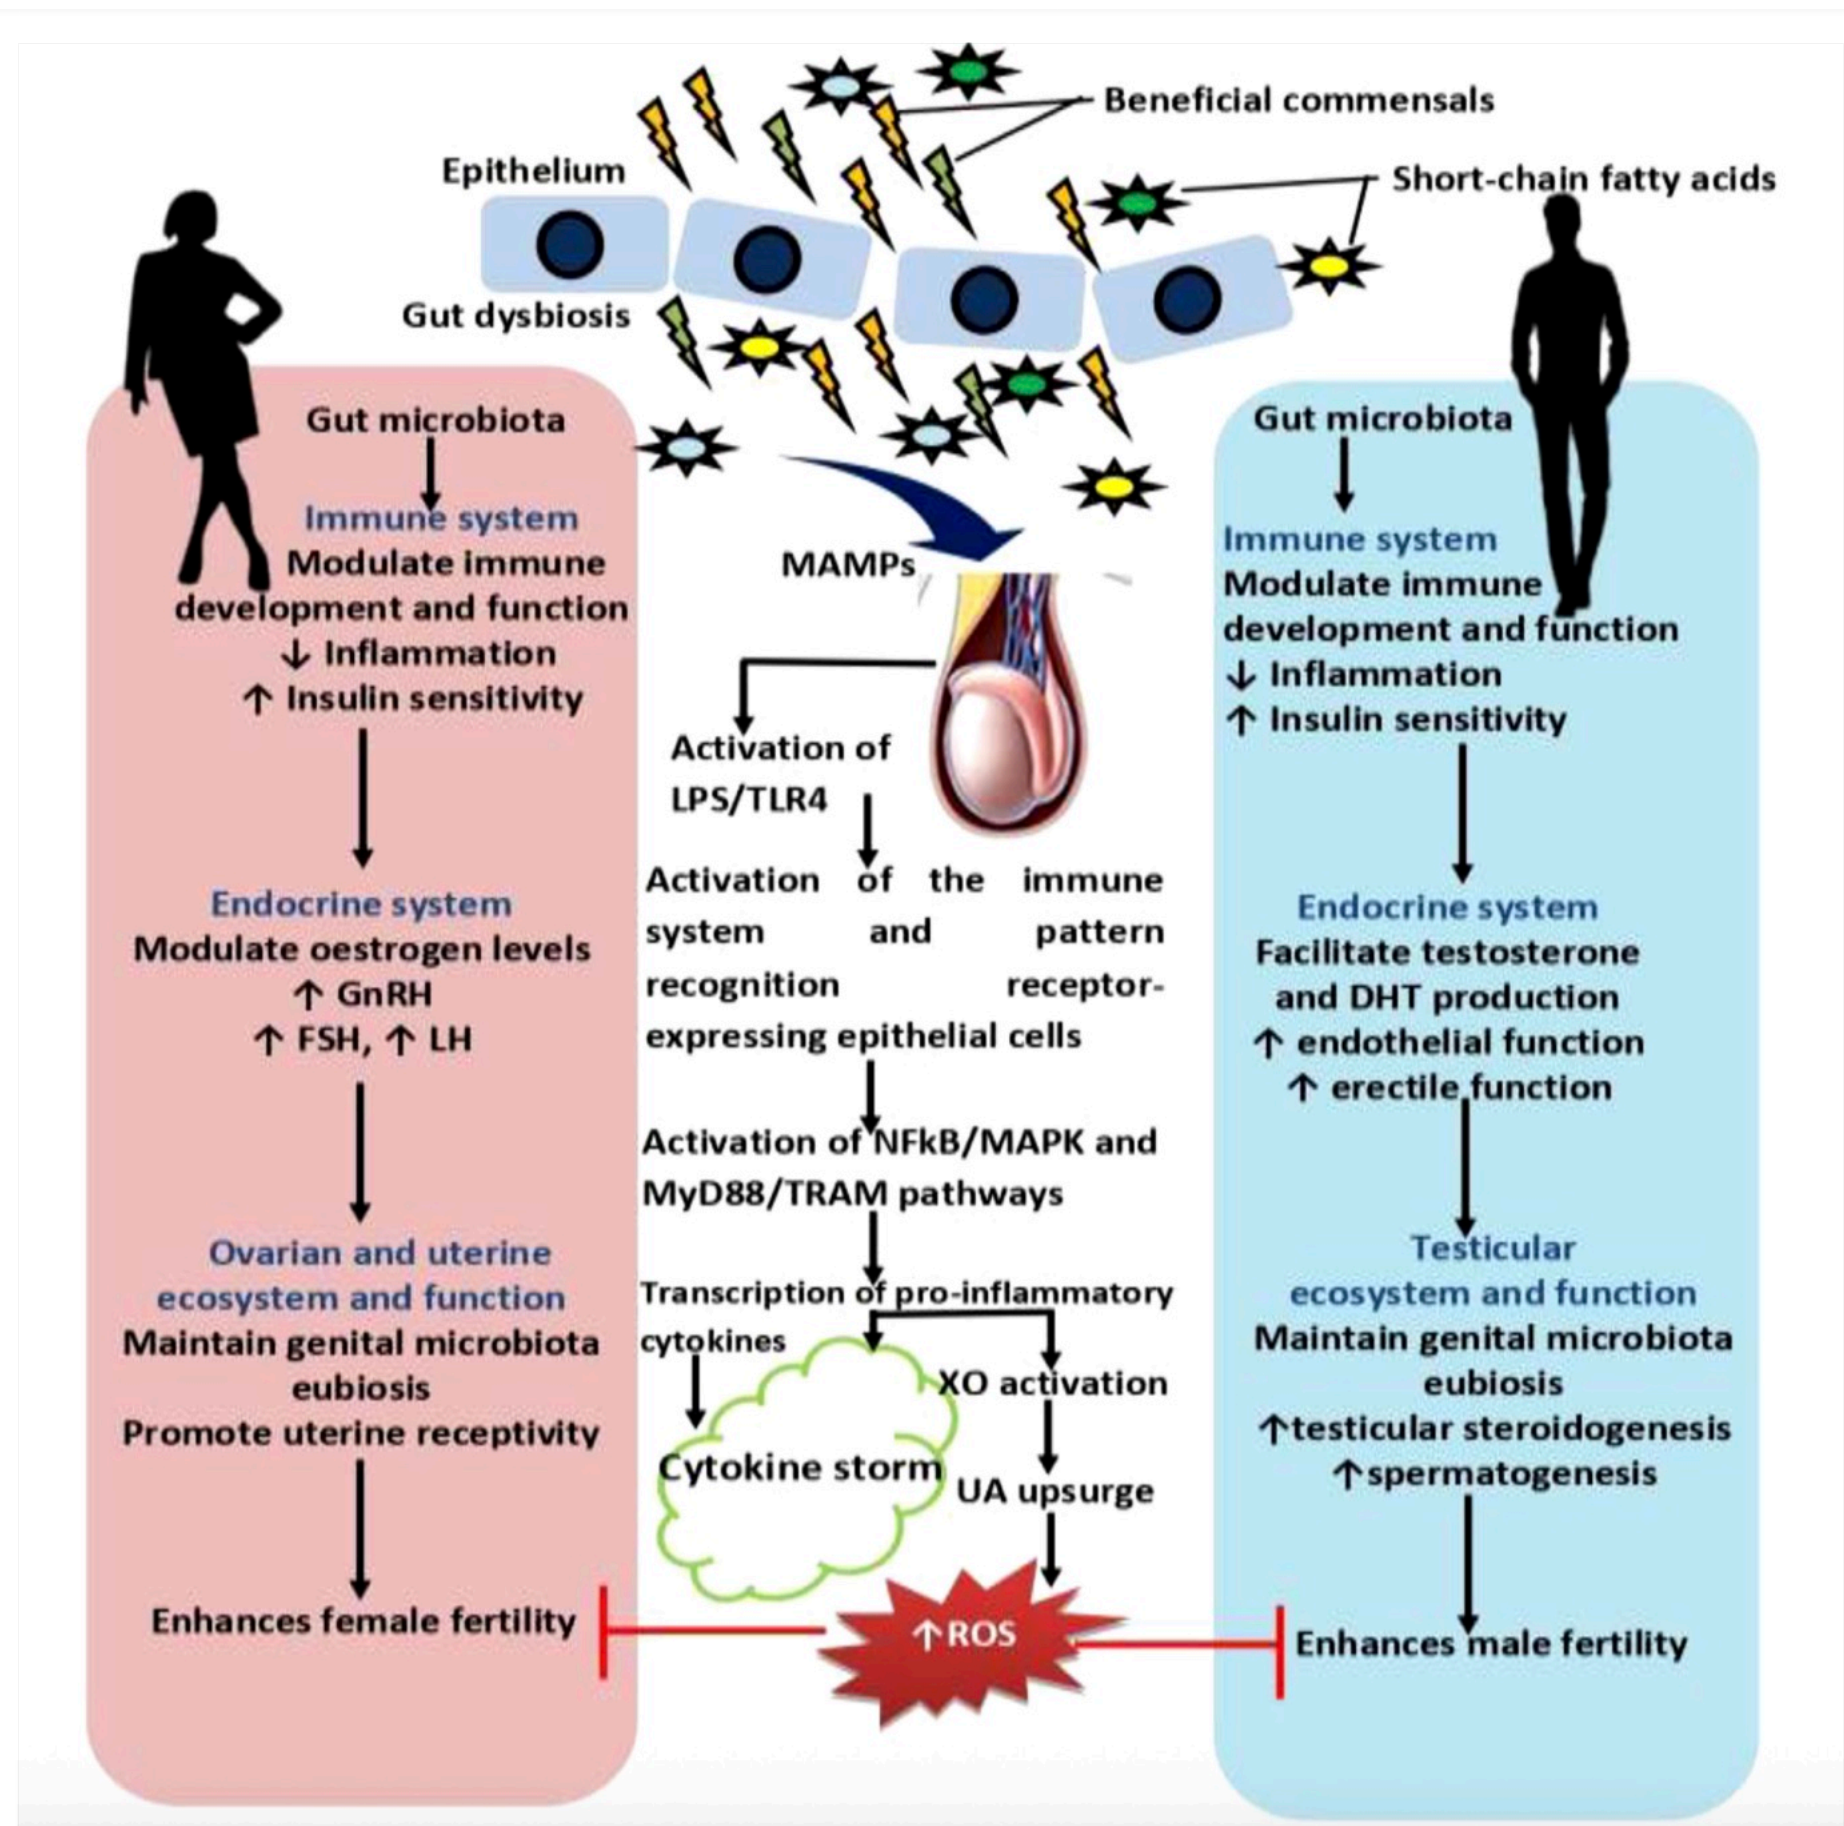 Beneficial commensals
Short-chain fatty acids
Epithelium
Gut dysbiosis
Gut microbiota
Immune system
Modulate immune
development and function
↓ Inflammation
↑ Insulin sensitivity
Endocrine system
Modulate oestrogen levels
↑ GnRH
↑ FSH, ↑ LH
Ovarian and uterine
ecosystem and function
Maintain genital microbiota
eubiosis
Promote uterine receptivity
Enhances female fertility
MAMPs
Activation of
LPS/TLR4
Activation of the immune
system and pattern
recognition receptor-
expressing epithelial cells
Activation of NFkB/MAPK and
MyD88/TRAM pathways
Transcription of pro-inflammatory
cytokines
Cytokine storm
XO activation
UA upsurge
↑ROS
Gut microbiota
Immune system
Modulate immune
development and function
↓ Inflammation
↑ Insulin sensitivity
Endocrine system
Facilitate testosterone
and DHT production
↑ endothelial function
↑ erectile function
Testicular
ecosystem and function
Maintain genital microbiota
eubiosis
↑testicular steroidogenesis
↑spermatogenesis
Enhances male fertility